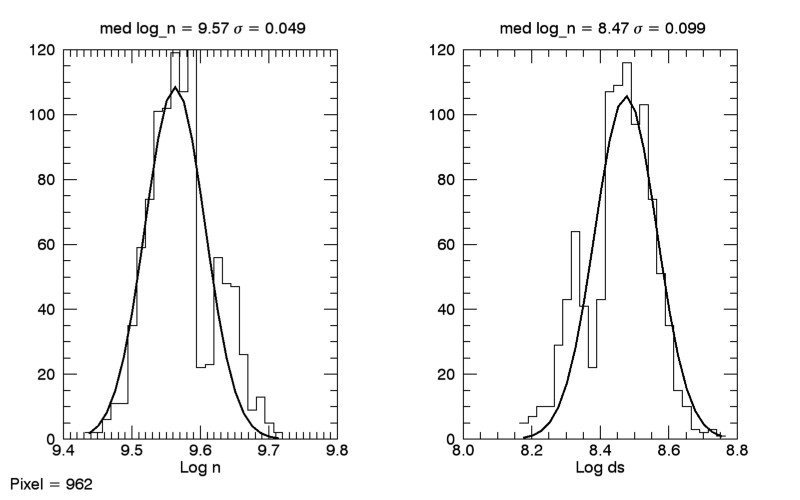 med log_n = 9.57 σ = 0.049
120
100
80
60
40
20
0
9.4 9.5 9.6 9.7 9.8
Log n
med log_n = 8.47 σ = 0.099
120
100
80
60
40
20
0
8.0 8.2 8.4 8.6 8.8
Log ds
Pixel = 962